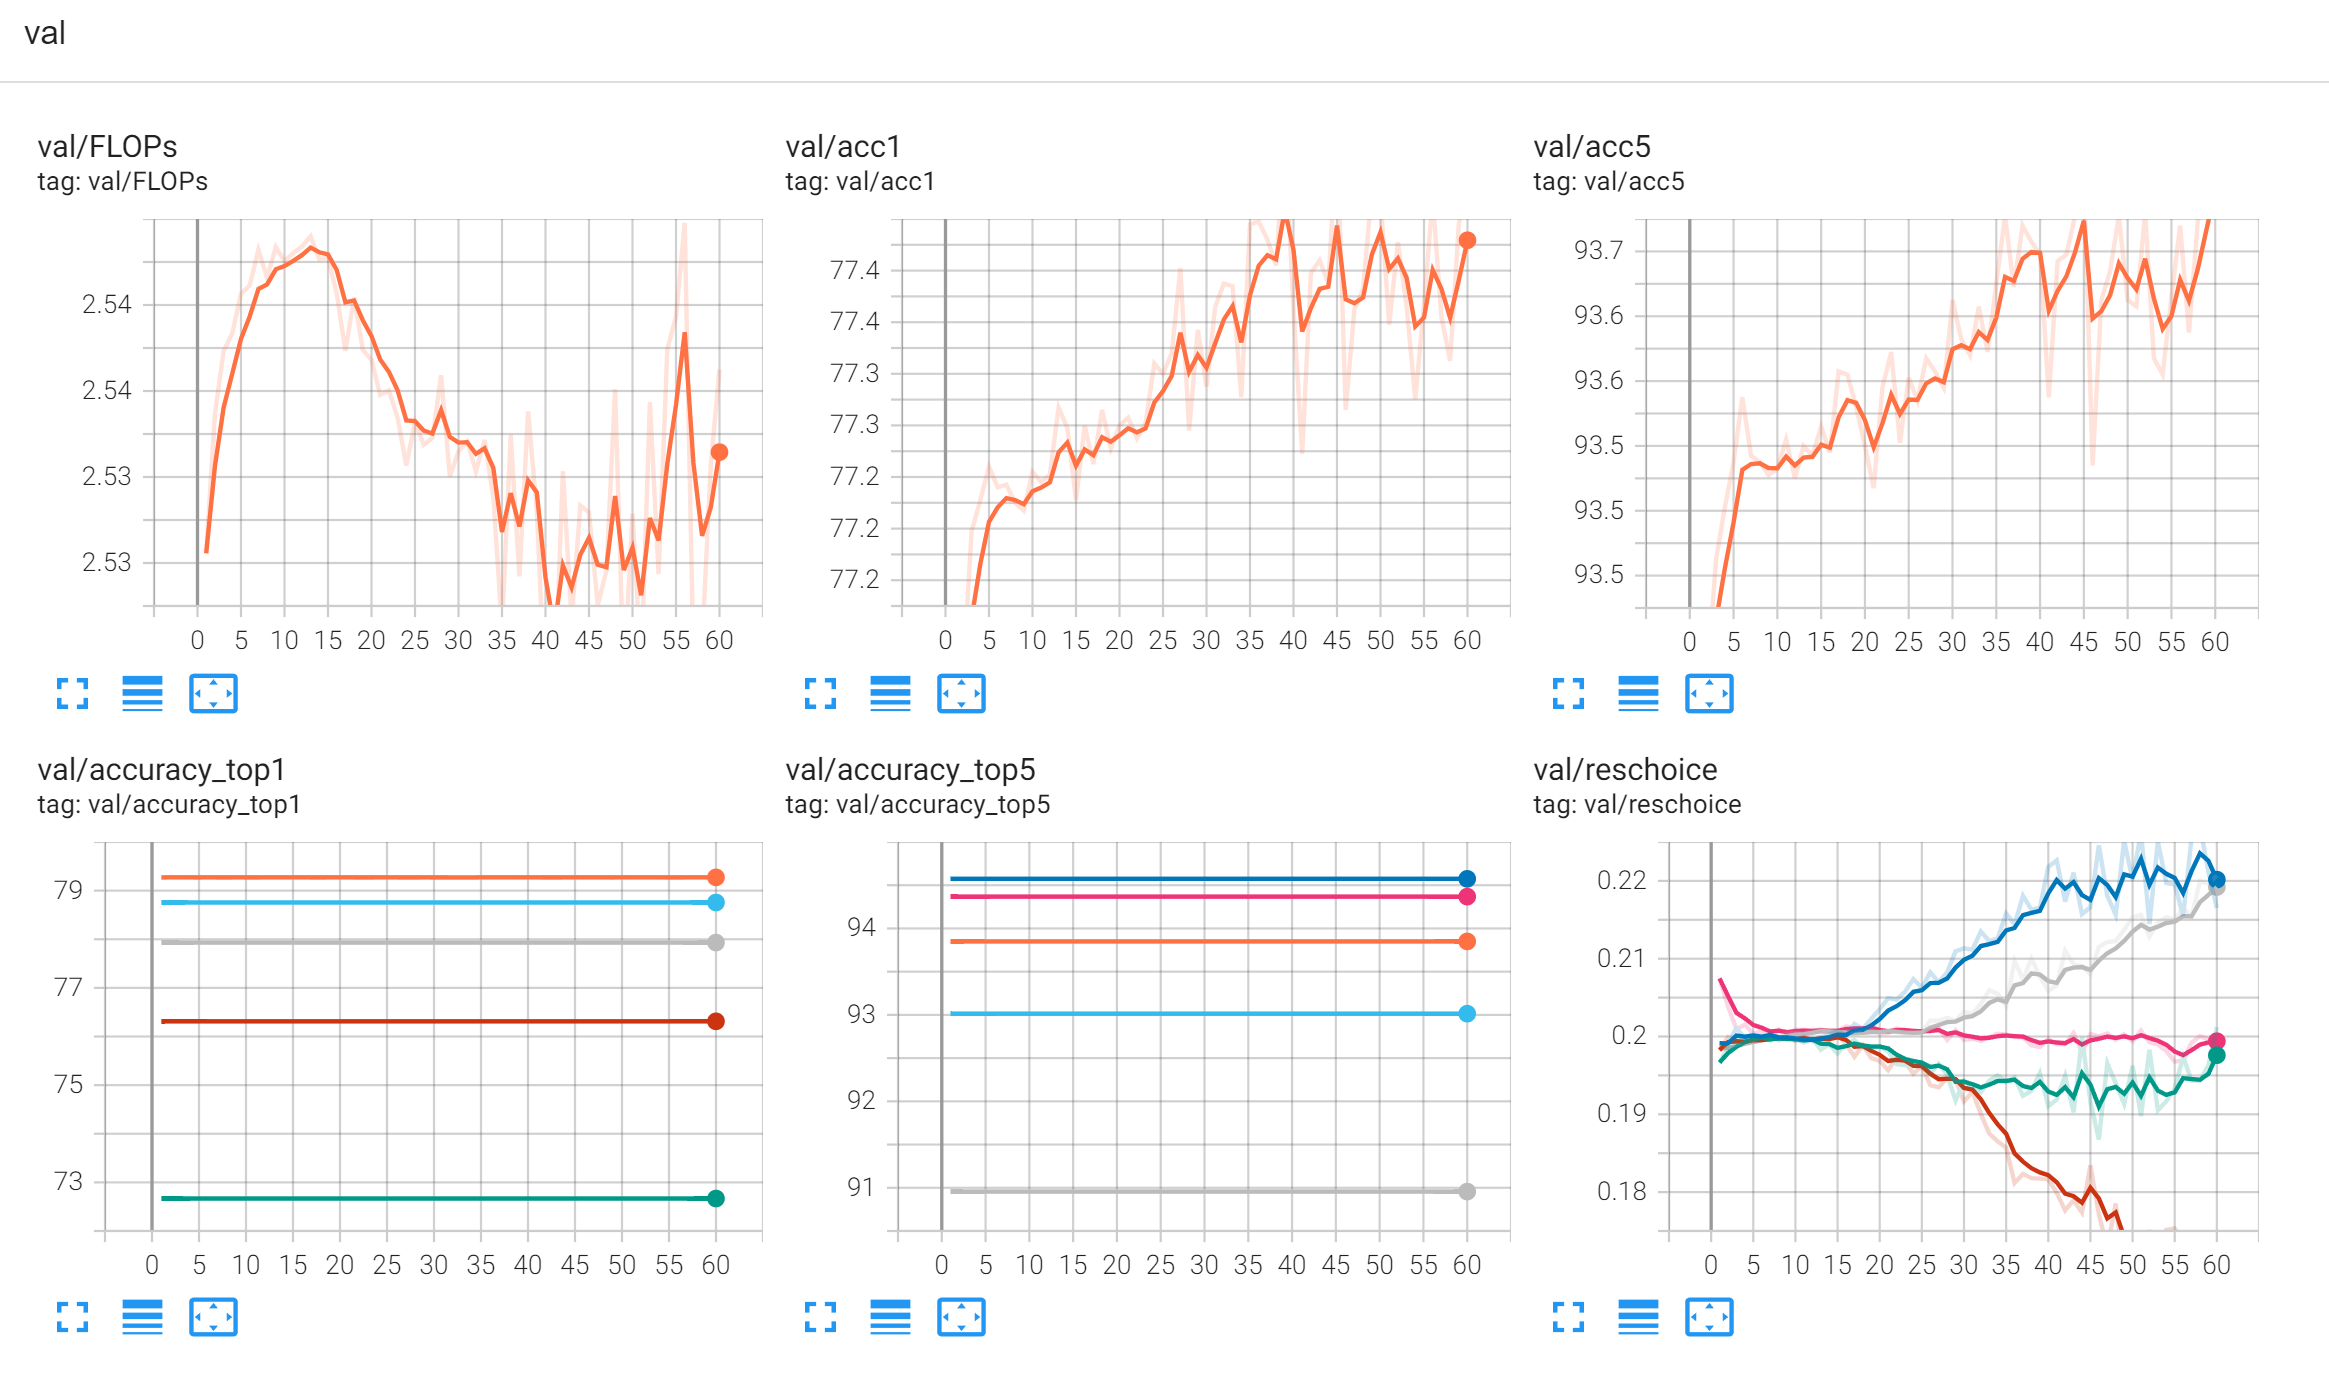 val
val/FLOPs
tag: val/FLOPs
2.54
2.54
2.53
2.53
0 5 10 15 20 25 30 35 40 45 50 55 60
val/acc1
tag: val/acc1
77.4
77.4
77.3
77.3
77.2
77.2
77.2
0 5 10 15 20 25 30 35 40 45 50 55 60
val/acc5
tag: val/acc5
93.7
93.6
93.6
93.5
93.5
93.5
0 5 10 15 20 25 30 35 40 45 50 55 60
val/accuracy_top1
tag: val/accuracy_top1
79
77
75
73
0 5 10 15 20 25 30 35 40 45 50 55 60
val/accuracy_top5
tag: val/accuracy_top5
94
93
92
91
0 5 10 15 20 25 30 35 40 45 50 55 60
val/reschoice
tag: val/reschoice
0.22
0.21
0.2
0.19
0.18
0 5 10 15 20 25 30 35 40 45 50 55 60